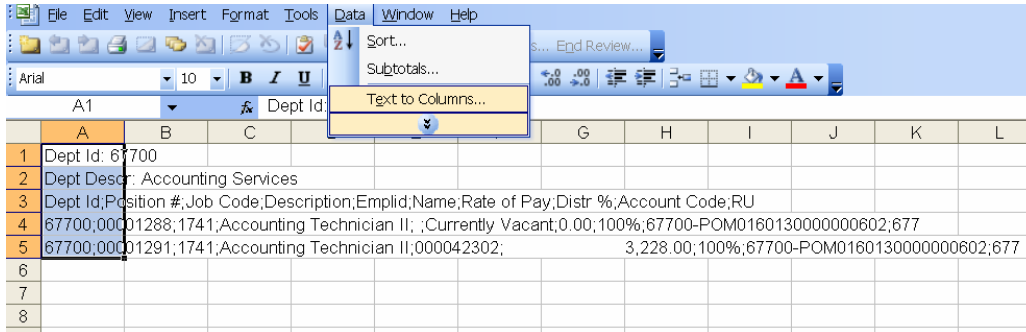 File Edit View Insert Format Tools Data Window Help
Sort... s... End Review...
Subtotals...
Arial 10 B I U .00 .00 A
Text to Columns...
A1 fx Dept Id:
A B C G H I J K L
1 Dept Id: 67700
2 Dept Descr: Accounting Services
3 Dept Id;Position #;Job Code;Description;Emplid;Name;Rate of Pay;Distr %;Account Code;RU
4 67700;00001288;1741;Accounting Technician II; ;Currently Vacant;0.00;100%;67700-POM0160130000000602;677
5 67700;00001291;1741;Accounting Technician II;000042302; 3,228.00;100%;67700-POM0160130000000602;677
6
7
8